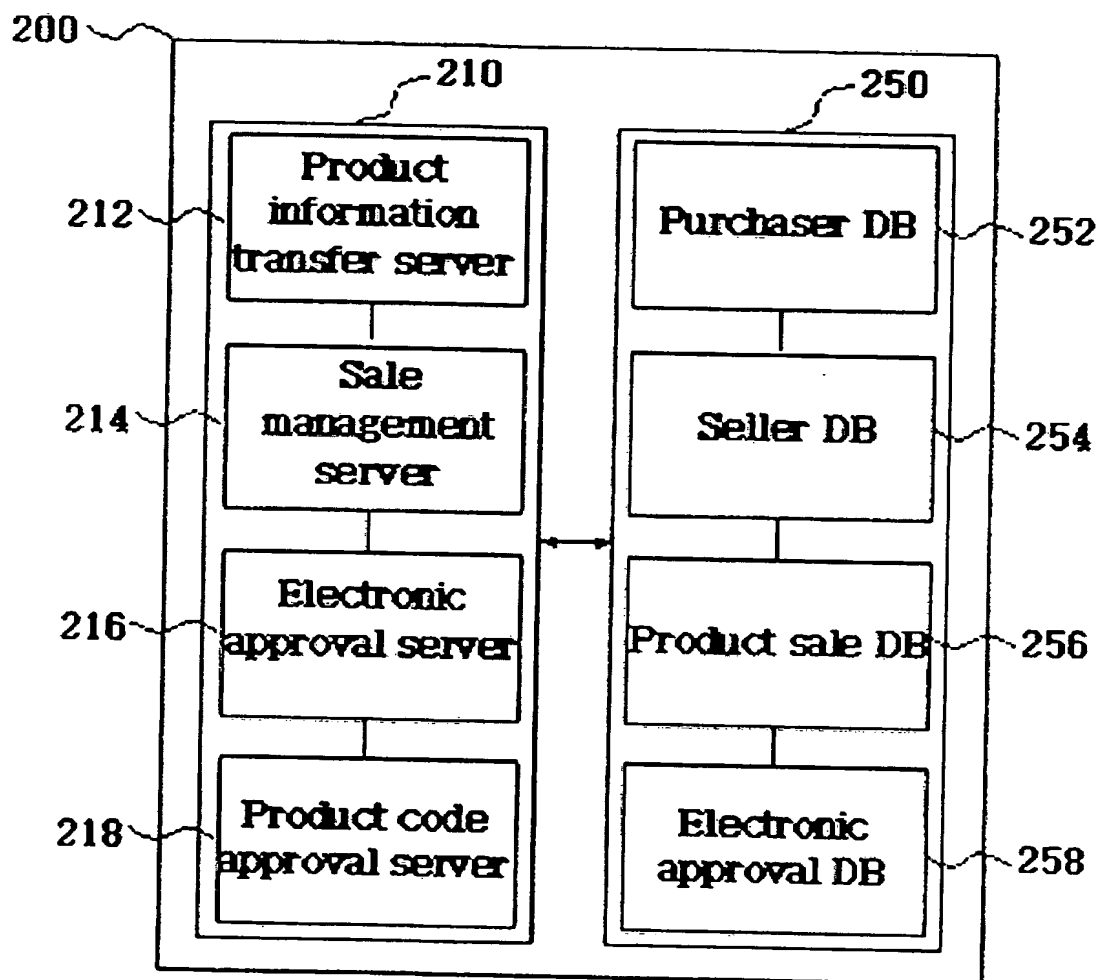 200
210
250
212
Product
information
transfer server
Purchaser DB
252
214
Sale
management
server
Seller DB
254
216
Electronic
approval server
Product sale DB
256
218
Product code
approval server
Electronic
approval DB
258